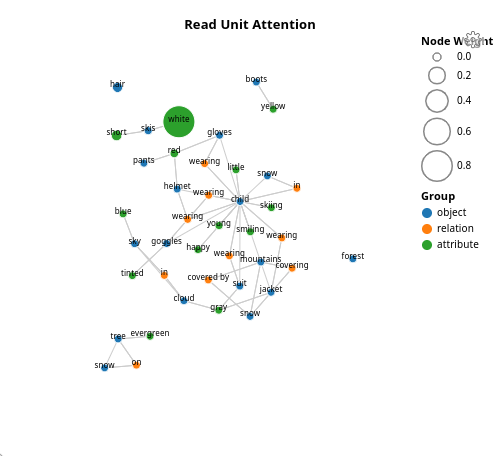 Read Unit Attention
Node Weight
0.0
0.2
0.4
0.6
0.8
Group
object
relation
attribute
hair
boots
yellow
white
short
skis
gloves
red
pants
wearing
little
snow
in
helmet
wearing
child
skiing
blue
wearing
young
smiling
wearing
sky
goggles
happy
wearing
mountains
forest
covering
tinted
in
covered by
suit
jacket
cloud
gray
snow
tree
evergreen
snow
on